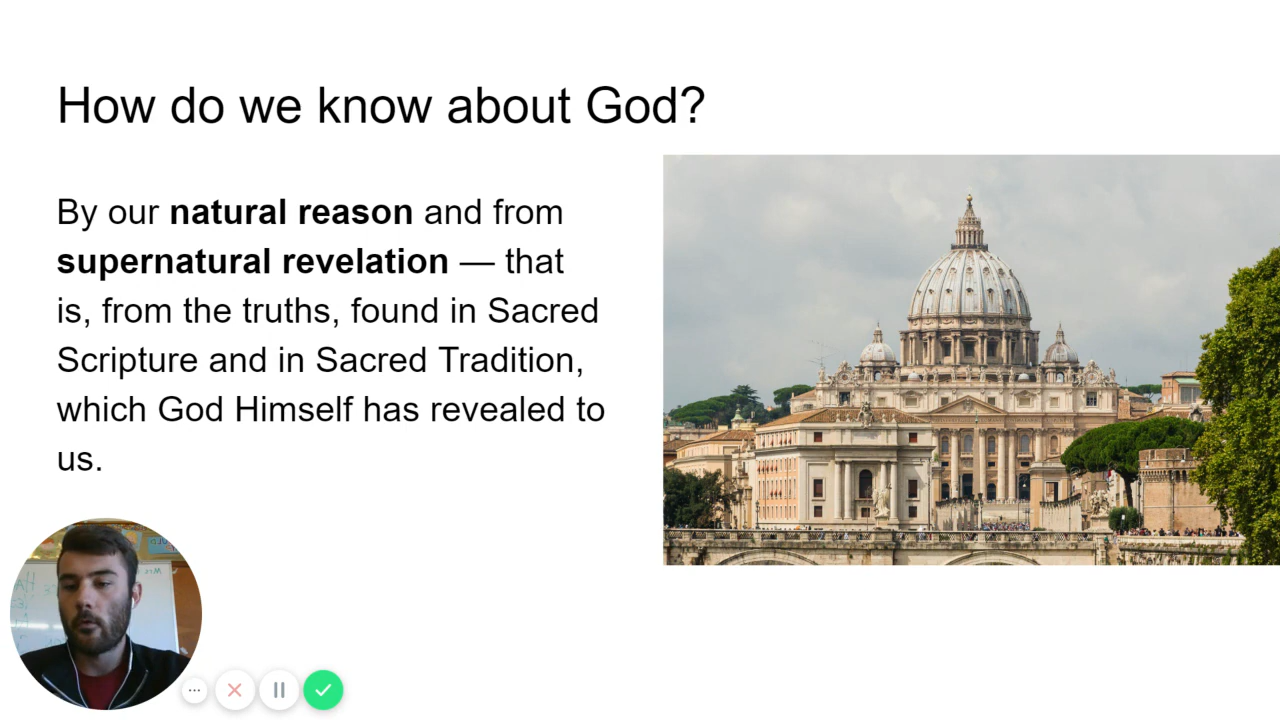 How do we know about God?
By our natural reason and from
supernatural revelation — that
is, from the truths, found in Sacred
Scripture and in Sacred Tradition,
which God Himself has revealed to
us.